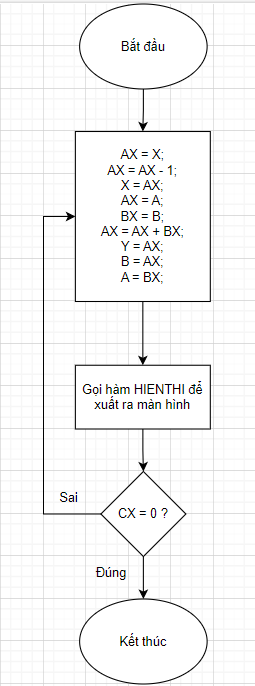 Bắt đầu
AX = X;
AX = AX - 1;
X = AX;
AX = A;
BX = B;
AX = AX + BX;
Y = AX;
B = AX;
A = BX;
Gọi hàm HIENTHI để
xuất ra màn hình
CX = 0 ?
Sai
Đúng
Kết thúc